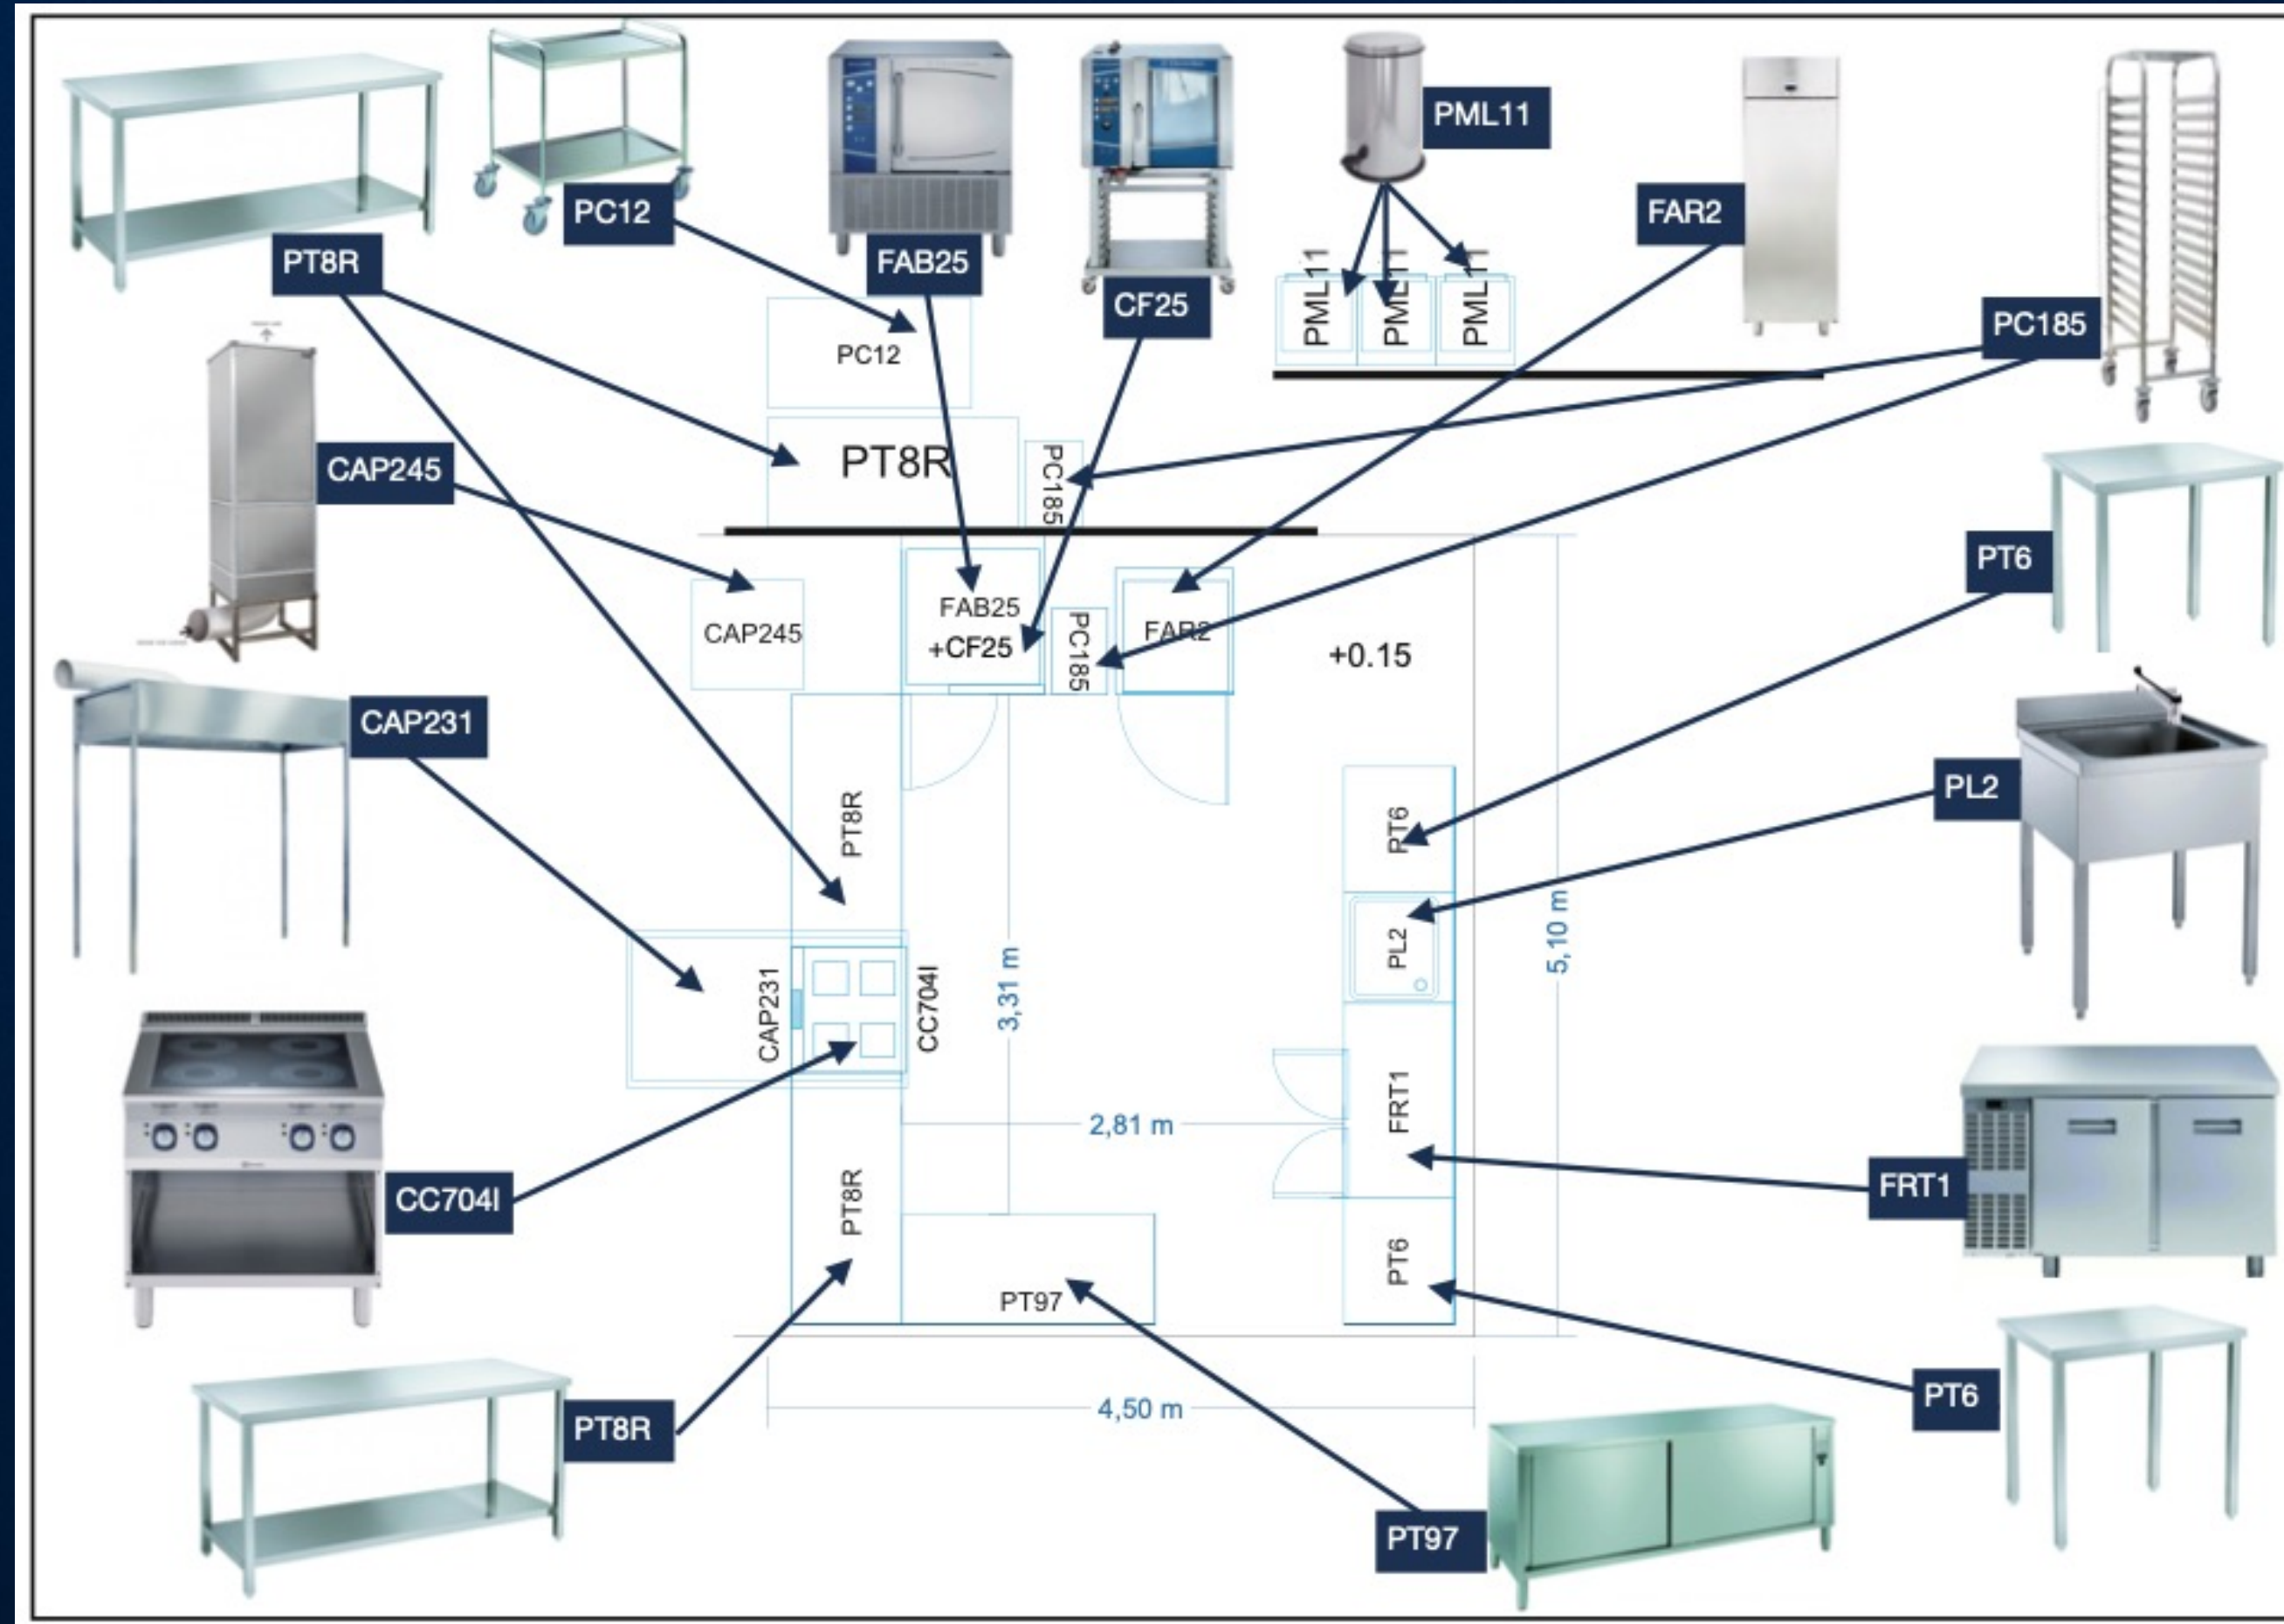 PML11
PC12
FAR2
PT8R
FAB25
CF25
PML11
PML11
PML11
PC185
PC12
CAP245
PT8R
PC185
PT6
FAB25
+CF25
CAP245
PC185
FAR2
+0.15
CAP231
PL2
PT8R
PT6
PL2
5,10 m
CAP231
CC704I
3,31 m
FRT1
2,81 m
CC704I
FRT1
PT8R
PT6
PT97
PT6
4,50 m
PT8R
PT97